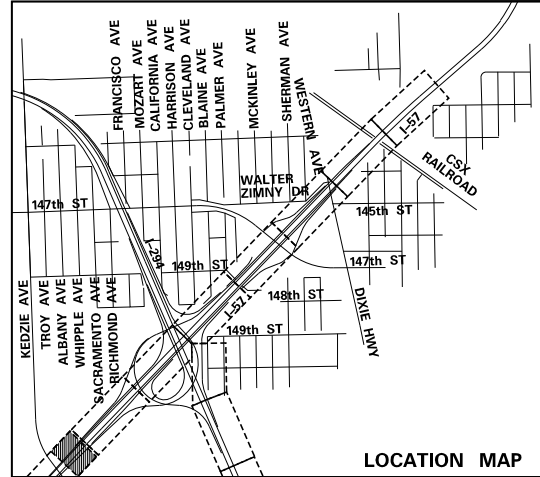 FRANCISCO AVE
MOZART AVE
CALIFORNIA AVE
HARRISON AVE
CLEVELAND AVE
BLAINE AVE
PALMER AVE
MCKINLEY AVE
SHERMAN AVE
WESTERN AVE
I-57
CSX
RAILROAD
WALTER
ZIMNY DR
147th ST
145th ST
I-294
149th ST
147th ST
148th ST
I-57
149th ST
DIXIE HWY
KEDZIE AVE
TROY AVE
ALBANY AVE
WHIPPLE AVE
SACRAMENTO AVE
RICHMOND AVE
LOCATION MAP